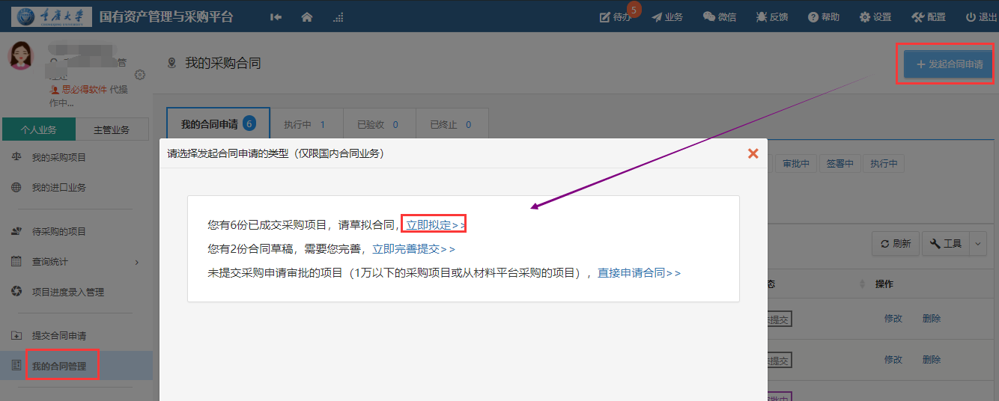 重庆大学 国有资产管理与采购平台 待办 5 业务 微信 反馈 帮助 设置 配置 退出
CHONGQING UNIVERSITY
管
思必得软件 代操
作中...
个人业务 主管业务
我的采购项目
我的进口业务
待采购的项目
查询统计
项目进度录入管理
提交合同申请
我的合同管理
我的采购合同
+ 发起合同申请
我的合同申请 6 执行中 1 已验收 0 已终止 0
请选择发起合同申请的类型（仅限国内合同业务）
您有6份已成交采购项目，请草拟合同，立即拟定>>
您有2份合同草稿，需要您完善，立即完善提交>>
未提交采购申请审批的项目（1万以下的采购项目或从材料平台采购的项目），直接申请合同>>
审批中 签署中 执行中
刷新 工具
态 操作
提交 修改 删除
提交 修改 删除